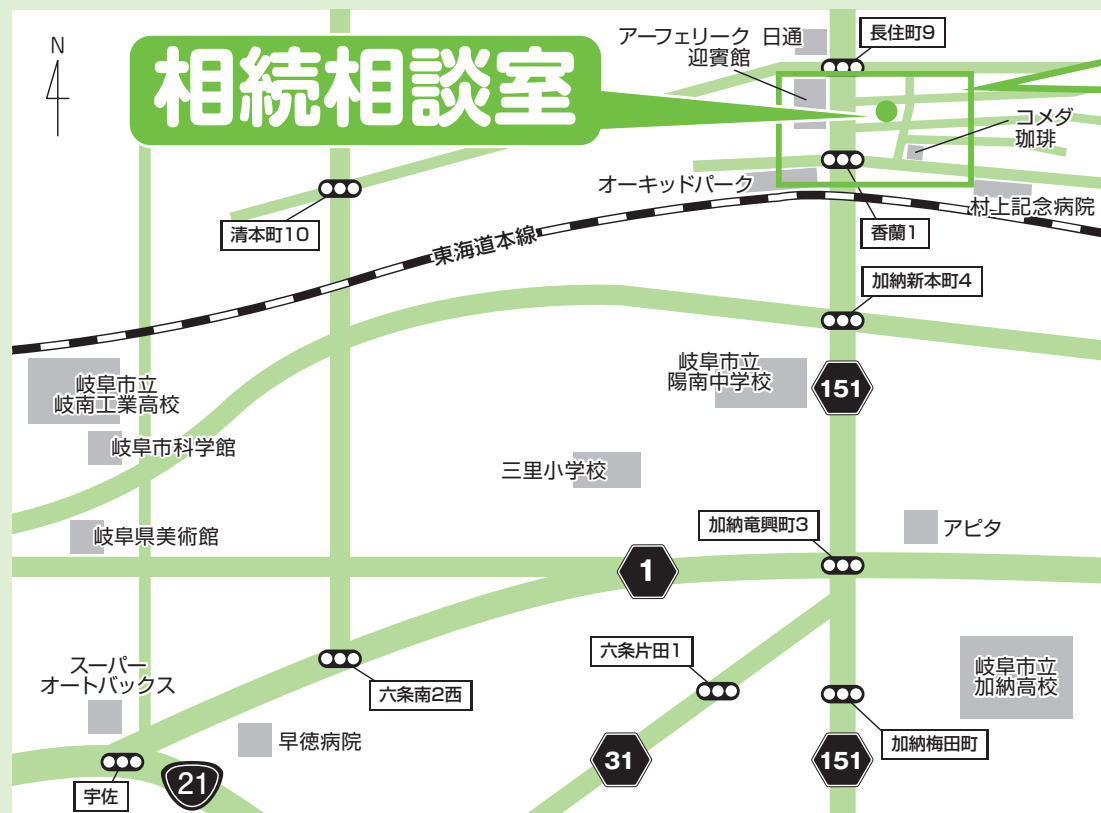 N
相続相談室
アーフェリーク
迎賓館
日通
長住町9
コメダ
珈琲
オーキッドパーク
村上記念病院
清本町10
香蘭1
東海道本線
加納新本町4
岐阜市立
岐南工業高校
岐阜市立
陽南中学校
151
岐阜市科学館
三里小学校
岐阜県美術館
加納竜興町3
アピタ
1
六条片田1
スーパー
オートバックス
六条南2西
岐阜市立
加納高校
早徳病院
加納梅田町
31
151
21
宇佐